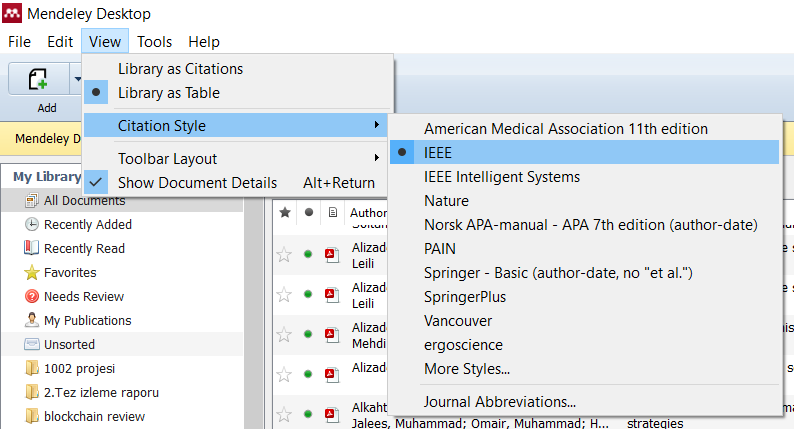 Mendeley Desktop
File Edit View Tools Help
Library as Citations
Library as Table
Citation Style
Toolbar Layout
Show Document Details Alt+Return
American Medical Association 11th edition
IEEE
IEEE Intelligent Systems
Nature
Norsk APA-manual - APA 7th edition (author-date)
PAIN
Springer - Basic (author-date, no "et al.")
SpringerPlus
Vancouver
ergoscience
More Styles...
Journal Abbreviations...
Add
Mendeley D
My Library
All Documents
Recently Added
Recently Read
Favorites
Needs Review
My Publications
Unsorted
1002 projesi
2.Tez izleme raporu
blockchain review
Author
Alizade
Leili
Alizade
Leili
Alizade
Mehdi
Alizade
Alkaht
Jalees, Muhammad; Omair, Muhammad; H...
strategies